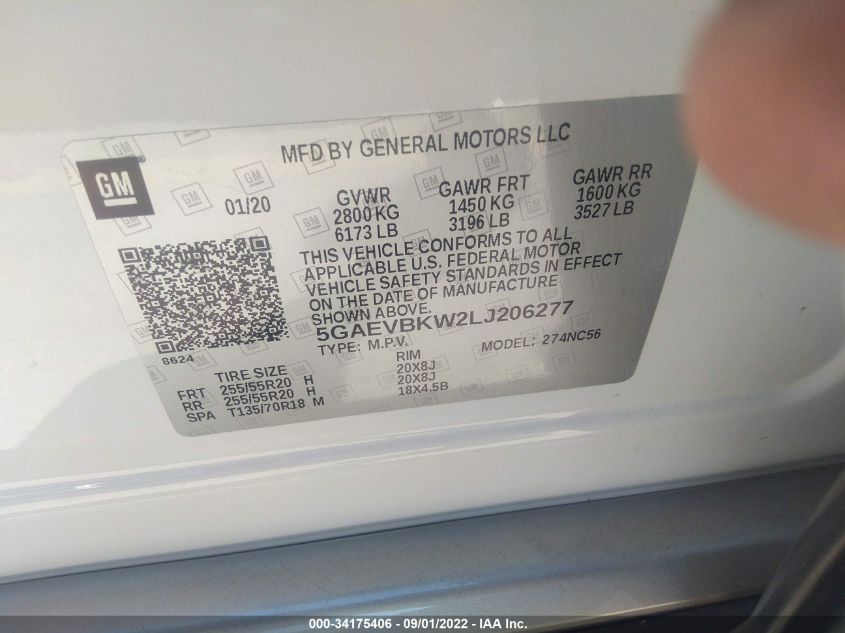 MFD BY GENERAL MOTORS LLC
GM
01/20
GVWR
2800 KG
6173 LB
GAWR FRT
1450 KG
3196 LB
GAWR RR
1600 KG
3527 LB
THIS VEHICLE CONFORMS TO ALL
APPLICABLE U.S. FEDERAL MOTOR
VEHICLE SAFETY STANDARDS IN EFFECT
ON THE DATE OF MANUFACTURE
SHOWN ABOVE.
5GAEVBKW2LJ206277
TYPE: M.P.V. MODEL: 274NC56
8624
TIRE SIZE RIM
FRT 255/55R20 H 20X8J
RR 255/55R20 H 20X8J
SPA T135/70R18 M 18X4.5B
000-34175406 - 09/01/2022 - IAA Inc.